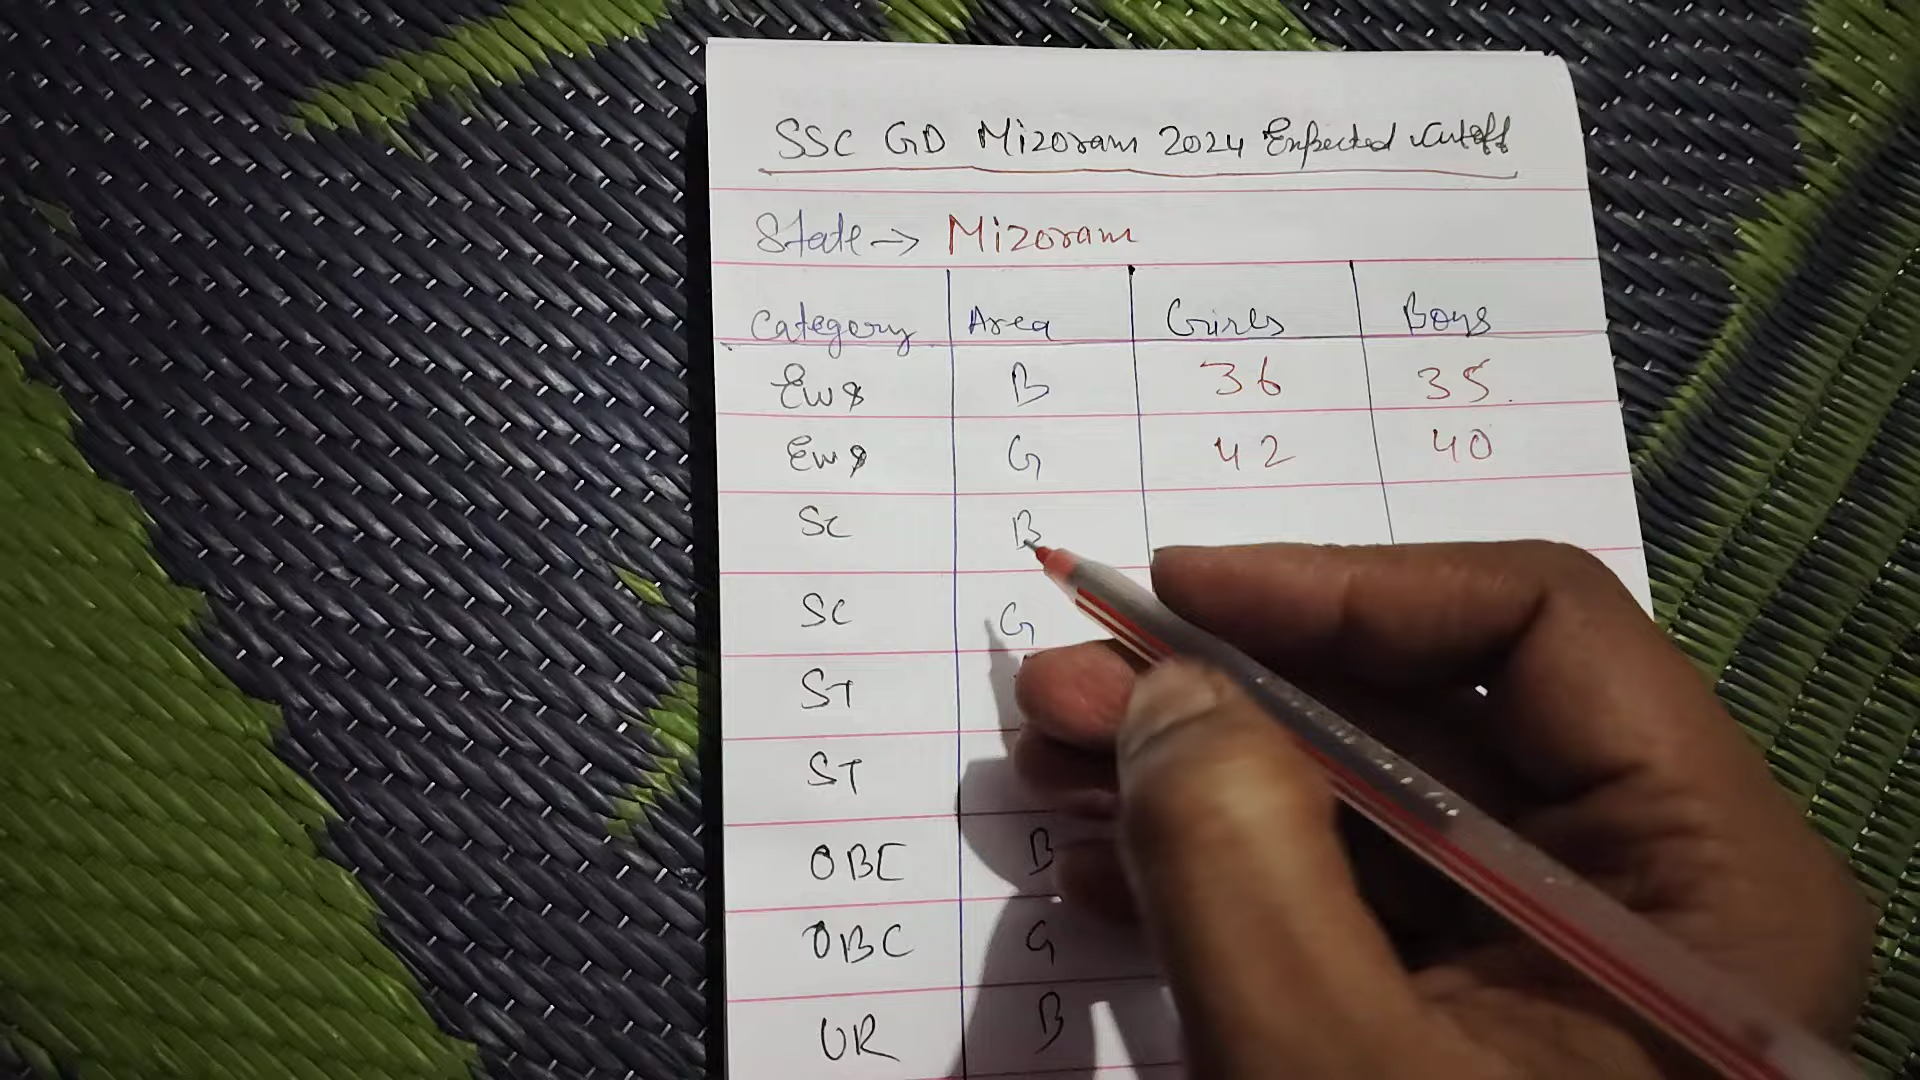 SSC GD Mizoram 2024 Expected Cutoff
State → Mizoram
Category Area Girls Boys
Ews B 36 35.
Ews G 42 40
SC B
SC G
ST
ST
OBC B
OBC G
UR B